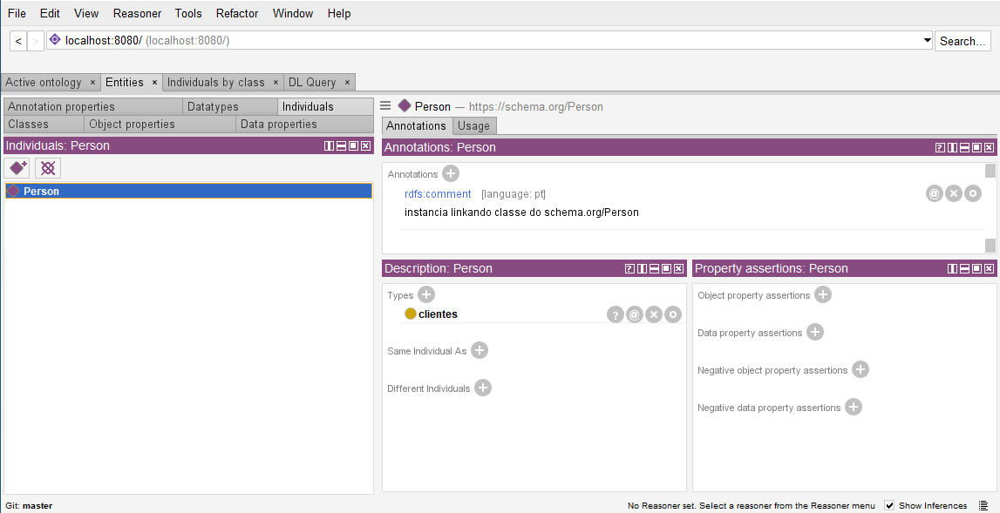 File Edit View Reasoner Tools Refactor Window Help
< > localhost:8080/ (localhost:8080/) Search...
Active ontology × Entities × Individuals by class × DL Query ×
Annotation properties Datatypes Individuals
Classes Object properties Data properties
Individuals: Person
Person
Person — https://schema.org/Person
Annotations Usage
Annotations: Person
Annotations
rdfs:comment [language: pt]
instancia linkando classe do schema.org/Person
Description: Person
Types
clientes
Same Individual As
Different Individuals
Property assertions: Person
Object property assertions
Data property assertions
Negative object property assertions
Negative data property assertions
Git: master
No Reasoner set. Select a reasoner from the Reasoner menu Show Inferences